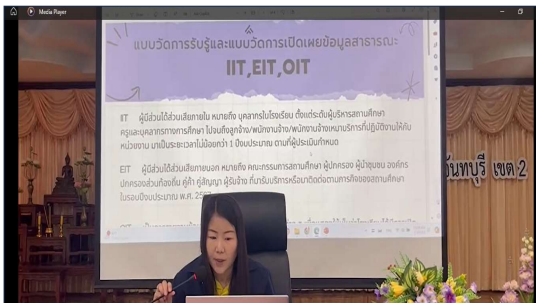 Media Player
แบบวัดการรับรู้และแบบวัดการเปิดเผยข้อมูลสาธารณะ
IIT,EIT,OIT
IIT ผู้มีส่วนได้ส่วนเสียภายใน หมายถึง บุคลากรในโรงเรียน ตั้งแต่ระดับผู้บริหารสถานศึกษา
ครูและบุคลากรทางการศึกษา ไปจนถึงลูกจ้าง/พนักงานจ้าง/พนักงานจ้างเหมาบริการที่ปฏิบัติงานให้กับ
หน่วยงาน มาเป็นระยะเวลาไม่น้อยกว่า 1 ปีงบประมาณ ตามที่ผู้ประเมินกำหนด
EIT ผู้มีส่วนได้ส่วนเสียภายนอก หมายถึง คณะกรรมการสถานศึกษา ผู้ปกครอง ผู้นำชุมชน องค์กร
ปกครองส่วนท้องถิ่น คู่ค้า คู่สัญญา ผู้รับจ้าง ที่มารับบริการหรือมาติดต่อตามภารกิจของสถานศึกษา
ในรอบปีงบประมาณ พ.ศ.
จันทบุรี เขต 2